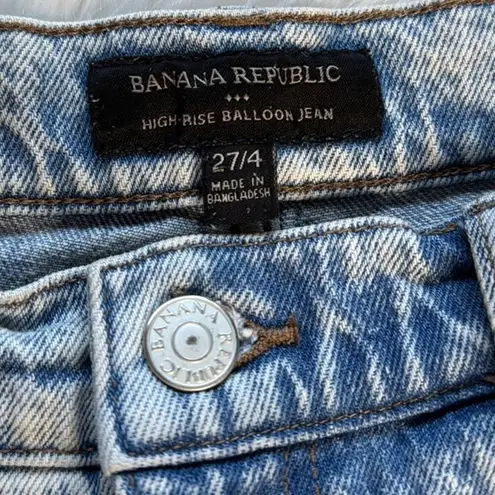 BANANA REPUBLIC
HIGH-RISE BALLOON JEAN
27/4
MADE IN
BANGLADESH
BANANA REPUBLIC